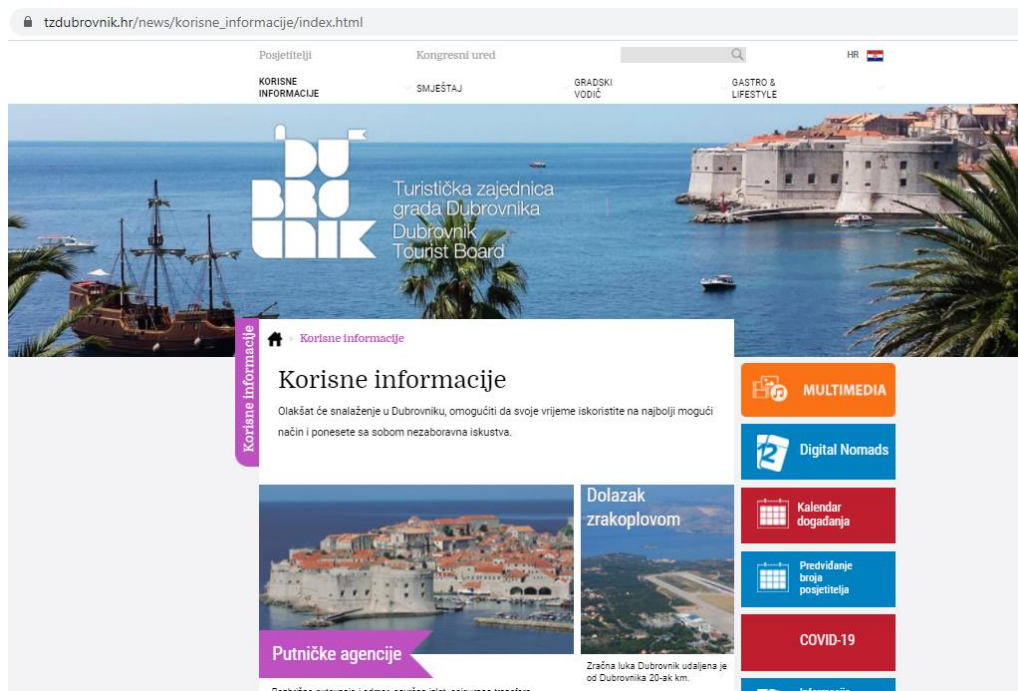 tzdubrovnik.hr/news/korisne_informacije/index.html
Posjetitelji
Kongresni ured
HR
KORISNE
INFORMACIJE
SMJEŠTAJ
GRADSKI
VODIČ
GASTRO &
LIFESTYLE
DUBROVNIK
Turistička zajednica
grada Dubrovnika
Dubrovnik
Tourist Board
Korisne informacije
Korisne informacije
Korisne informacije
Olakšat će snalaženje u Dubrovniku, omogućiti da svoje vrijeme iskoristite na najbolji mogući
način i ponesete sa sobom nezaboravna iskustva.
MULTIMEDIA
Digital Nomads
Kalendar
događanja
Predviđanje
broja
posjetitelja
COVID-19
Dolazak
zrakoplovom
Putničke agencije
Zračna luka Dubrovnik udaljena je
od Dubrovnika 20-ak km.